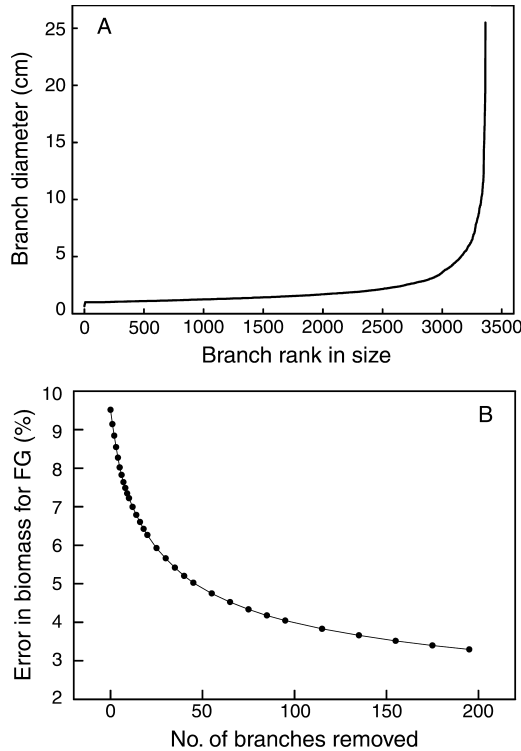 A
25
20
15
10
5
0
Branch diameter (cm)
0 500 1000 1500 2000 2500 3000 3500
Branch rank in size
B
10
9
8
7
6
5
4
3
2
Error in biomass for FG (%)
0 50 100 150 200
No. of branches removed